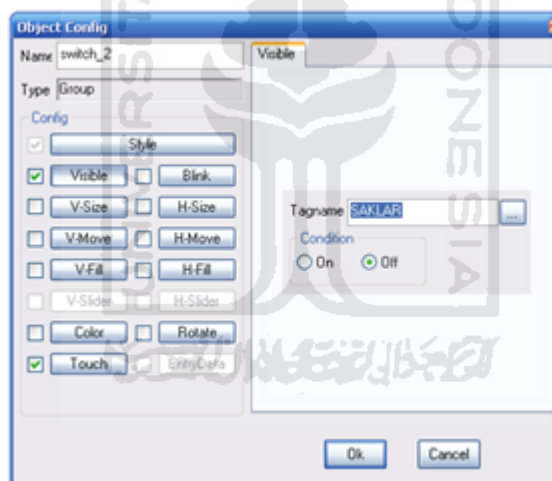 Object Config
Name switch_2
Type Group
Config
Style
Visible Blink
V-Size H-Size
V-Move H-Move
V-Fill H-Fill
V-Slider H-Slider
Color Rotate
Touch EntryData
Visible
Tagname SAKLAR ...
Condition
On Off
Ok Cancel